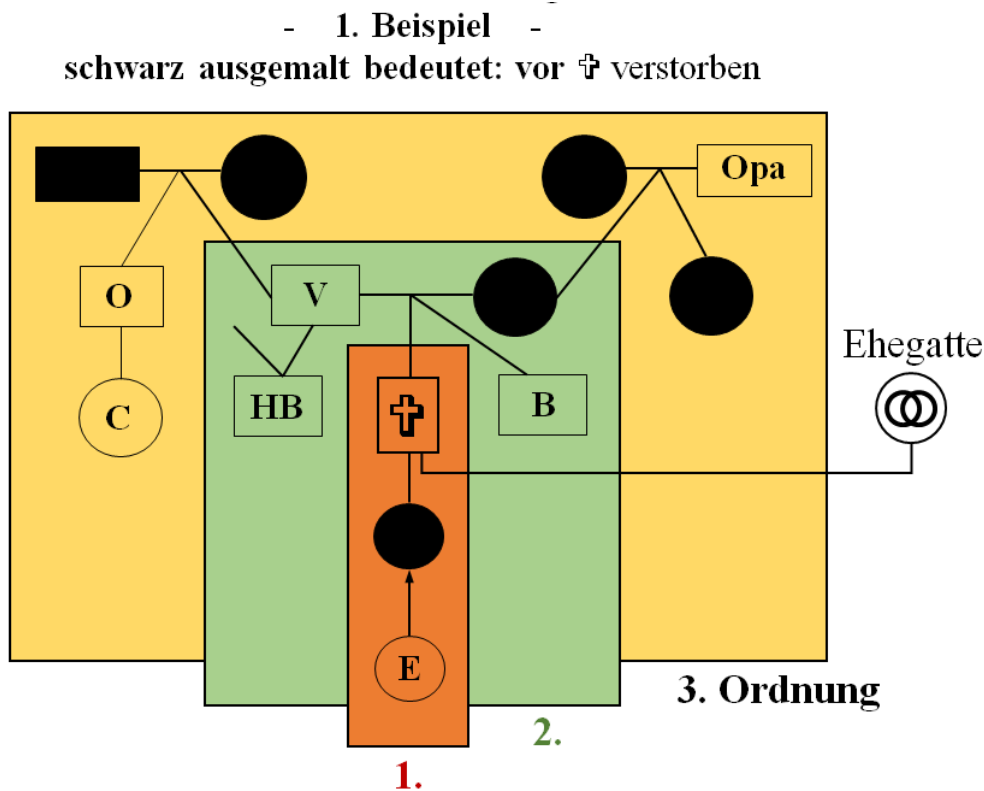 - 1. Beispiel -
schwarz ausgemalt bedeutet: vor ✞ verstorben
Opa
O
V
Ehegatte
C
HB
B
E
3. Ordnung
2.
1.